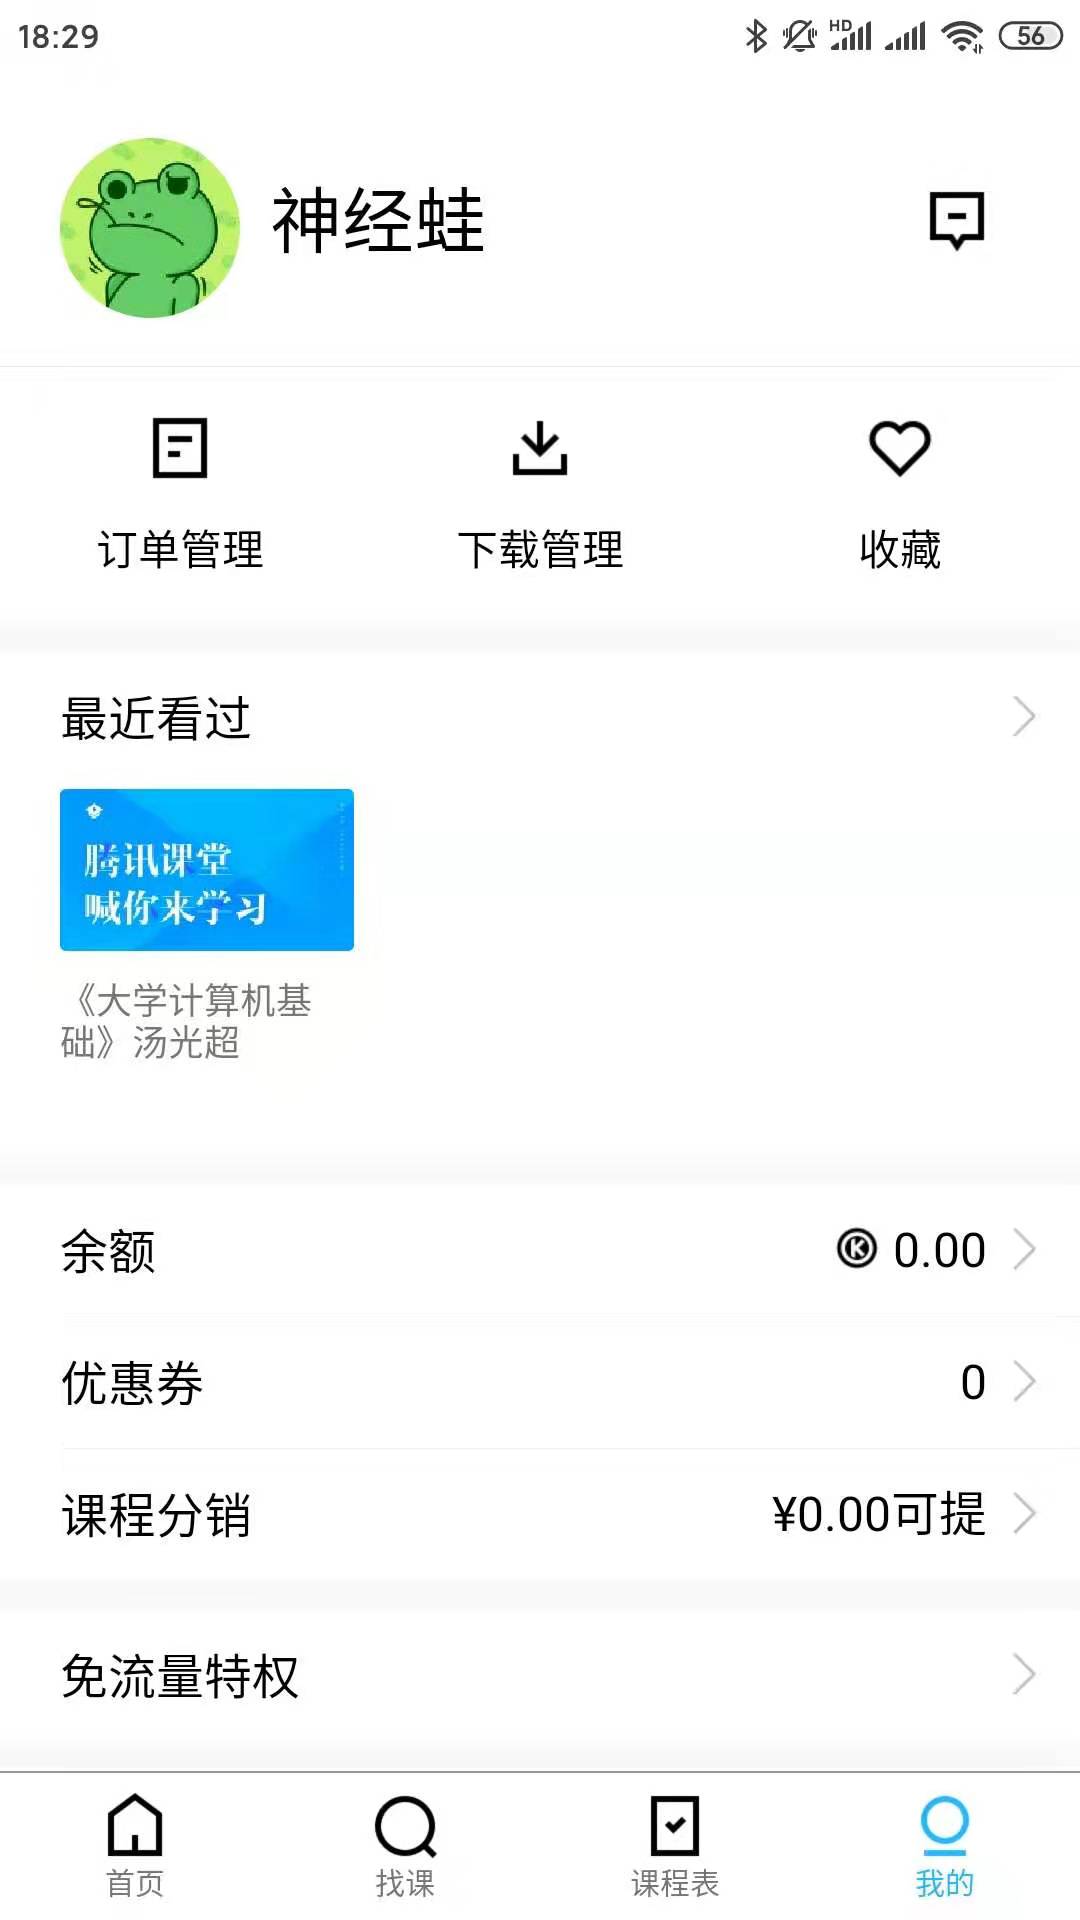 18:29
HD
56
神经蛙
订单管理
下载管理
收藏
最近看过
腾讯课堂
喊你来学习
《大学计算机基
础》汤光超
余额
K 0.00
优惠券
0
课程分销
¥0.00可提
免流量特权
首页
找课
课程表
我的